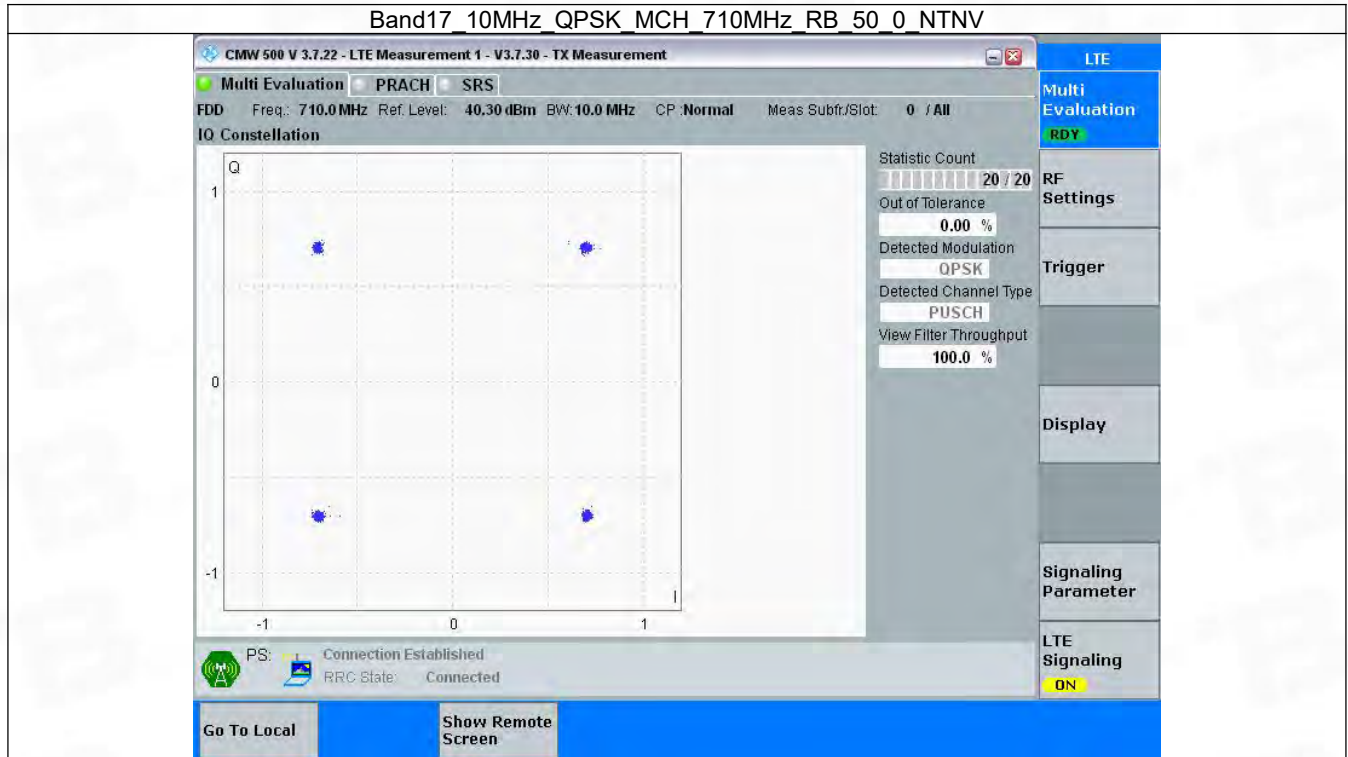 Band17_10MHz_QPSK_MCH_710MHz_RB_50_0_NTNV
CMW 500 V 3.7.22 - LTE Measurement 1 - V3.7.30 - TX Measurement
LTE
Multi Evaluation PRACH SRS
Multi
Evaluation
RDY
FDD Freq.: 710.0 MHz Ref. Level: 40.30 dBm BW: 10.0 MHz CP :Normal Meas Subfr./Slot: 0 / All
IQ Constellation
Q
1
0
-1
I
-1 0 1
Statistic Count
20 / 20
Out of Tolerance
0.00 %
Detected Modulation
QPSK
Detected Channel Type
PUSCH
View Filter Throughput
100.0 %
RF
Settings
Trigger
Display
Signaling
Parameter
LTE
Signaling
ON
PS: Connection Established
RRC State: Connected
Go To Local
Show Remote
Screen